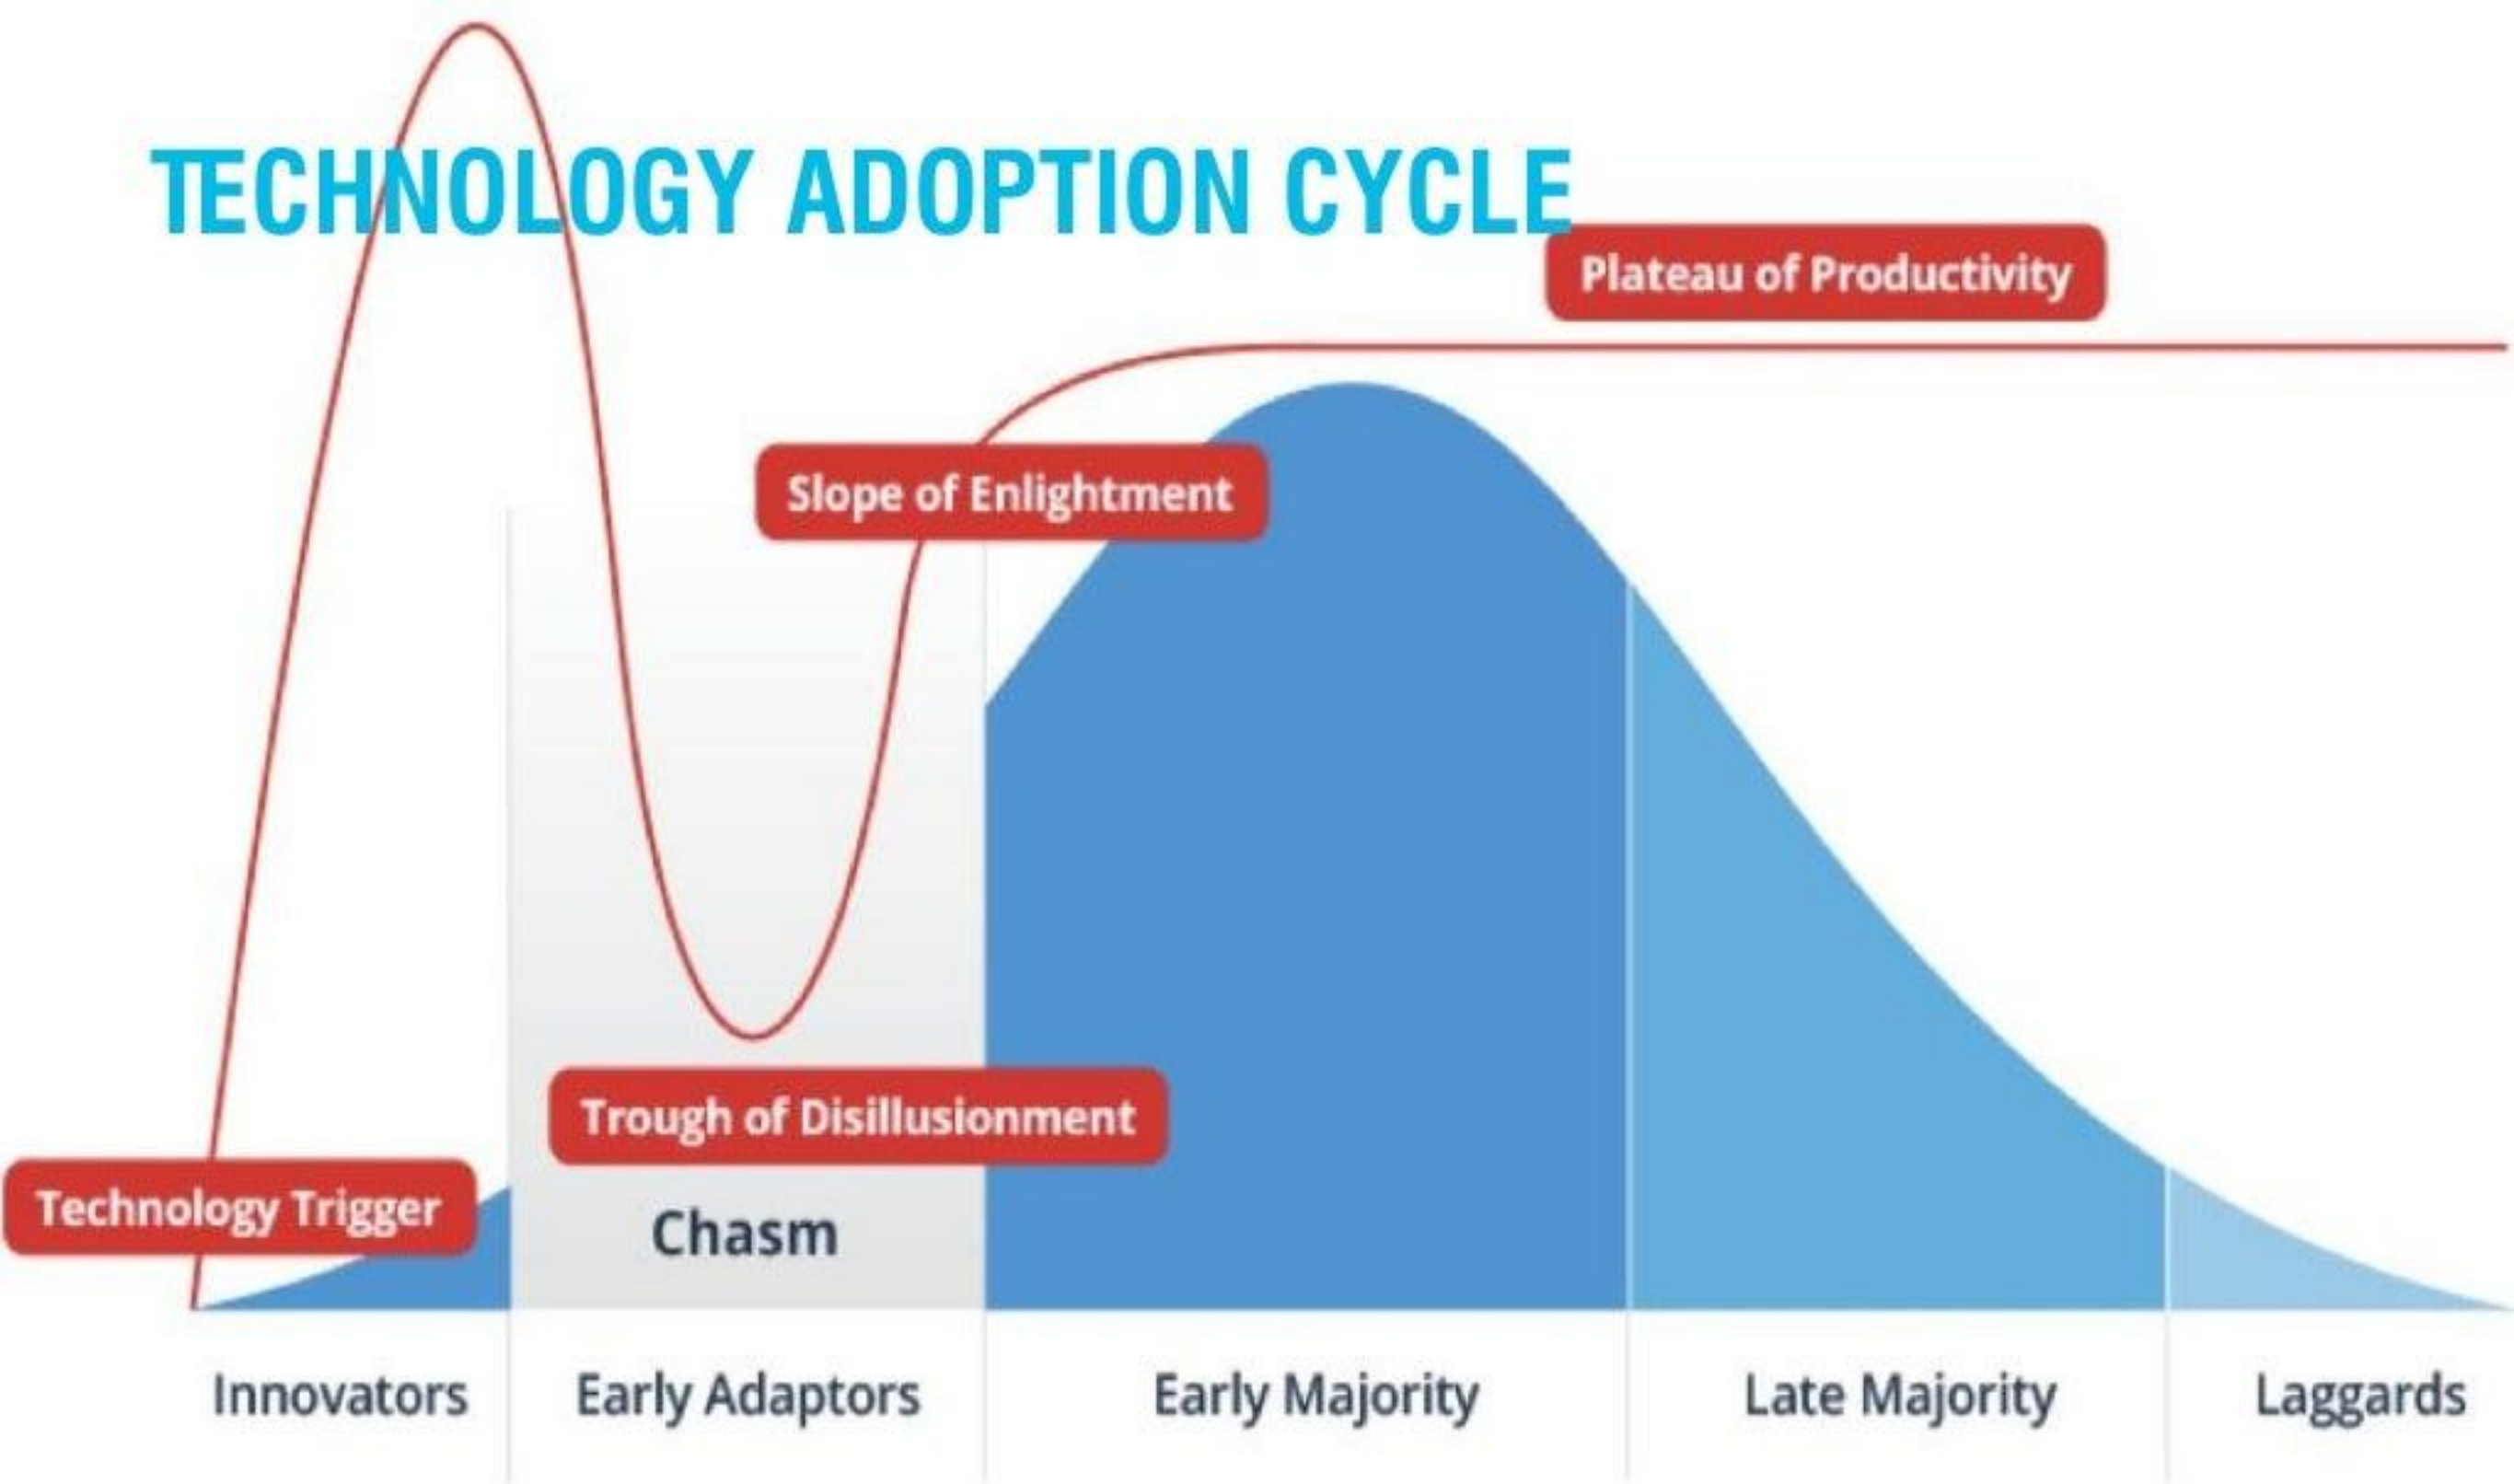 TECHNOLOGY ADOPTION CYCLE
Plateau of Productivity
Slope of Enlightment
Trough of Disillusionment
Technology Trigger
Chasm
Innovators
Early Adaptors
Early Majority
Late Majority
Laggards